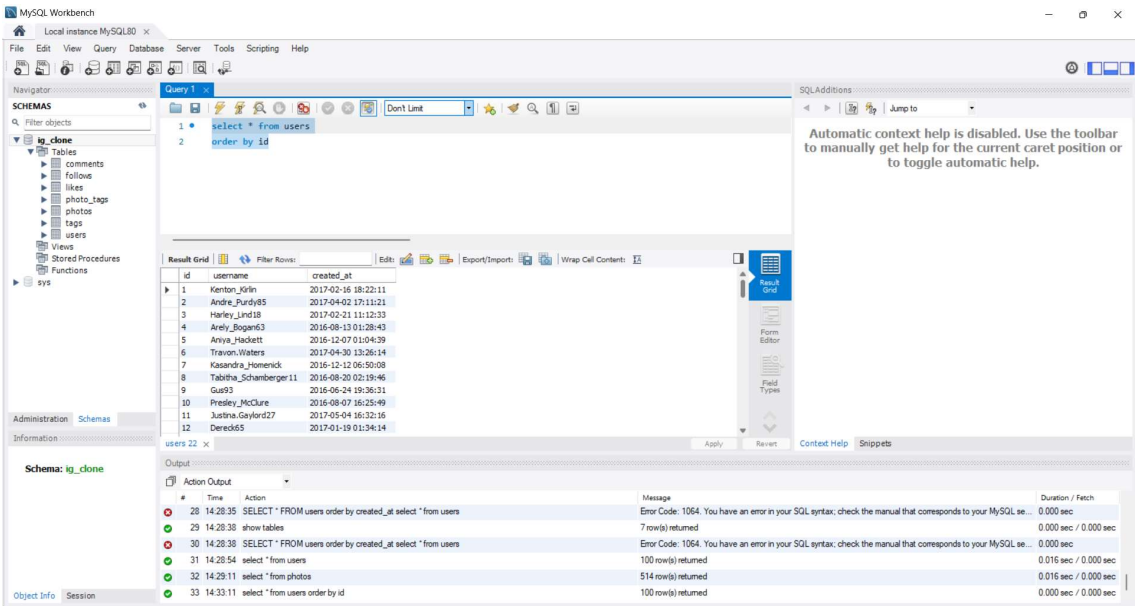 MySQL Workbench
Local instance MySQL80
File Edit View Query Database Server Tools Scripting Help
Navigator
SCHEMAS
Filter objects
ig_clone
Tables
comments
follows
likes
photo_tags
photos
tags
users
Views
Stored Procedures
Functions
sys
Administration Schemas
Information
Schema: ig_clone
Object Info Session
Query 1
Don't Limit
1 select * from users
2 order by id
Result Grid Filter Rows: Edit: Export/Import: Wrap Cell Content:
id username created_at
1 Kenton_Kirlin 2017-02-16 18:22:11
2 Andre_Purdy85 2017-04-02 17:11:21
3 Harley_Lind18 2017-02-21 11:12:33
4 Arely_Bogan63 2016-08-13 01:28:43
5 Aniya_Hackett 2016-12-07 01:04:39
6 Travon.Waters 2017-04-30 13:26:14
7 Kasandra_Homenick 2016-12-12 06:50:08
8 Tabitha_Schamberger11 2016-08-20 02:19:46
9 Gus93 2016-06-24 19:36:31
10 Presley_McClure 2016-08-07 16:25:49
11 Justina.Gaylord27 2017-05-04 16:32:16
12 Dereck65 2017-01-19 01:34:14
Result
Grid
Form
Editor
Field
Types
users 22 Apply Revert
SQLAdditions
Jump to
Automatic context help is disabled. Use the toolbar
to manually get help for the current caret position or
to toggle automatic help.
Context Help Snippets
Output
Action Output
# Time Action Message Duration / Fetch
28 14:28:35 SELECT * FROM users order by created_at select * from users Error Code: 1064. You have an error in your SQL syntax; check the manual that corresponds to your MySQL se... 0.000 sec
29 14:28:38 show tables 7 row(s) returned 0.000 sec / 0.000 sec
30 14:28:38 SELECT * FROM users order by created_at select * from users Error Code: 1064. You have an error in your SQL syntax; check the manual that corresponds to your MySQL se... 0.000 sec
31 14:28:54 select * from users 100 row(s) returned 0.016 sec / 0.000 sec
32 14:29:11 select * from photos 514 row(s) returned 0.016 sec / 0.000 sec
33 14:33:11 select * from users order by id 100 row(s) returned 0.000 sec / 0.000 sec